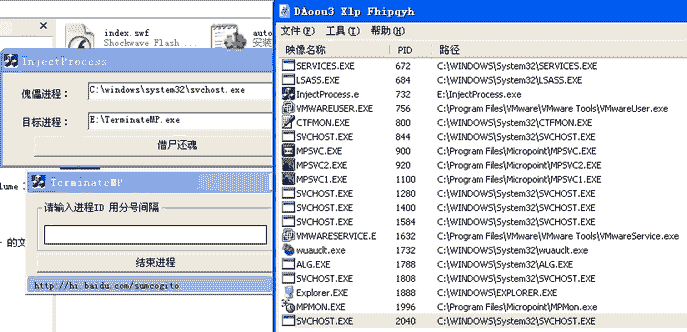 index.swf
Shockwave Flash ...
auto
安装
InjectProcess
傀儡进程：
C:\windows\system32\svchost.exe
目标进程：
E:\TerminateMP.exe
借尸还魂
TerminateMP
请输入进程ID 用分号间隔
结束进程
http://hi.baidu.com/sumcogito
lume
的文
DAoou3 Xlp Fhipqyh
文件(F) 工具(T) 帮助(H)
映像名称 PID 路径
SERVICES.EXE 672 C:\WINDOWS\System32\SERVICES.EXE
LSASS.EXE 684 C:\WINDOWS\System32\LSASS.EXE
InjectProcess.e 732 E:\InjectProcess.exe
VMWAREUSER.EXE 756 C:\Program Files\VMware\VMware Tools\VMwareUser.exe
CTFMON.EXE 800 C:\WINDOWS\System32\CTFMON.EXE
SVCHOST.EXE 844 C:\WINDOWS\System32\SVCHOST.EXE
MPSVC.EXE 900 C:\Program Files\Micropoint\MPSVC.EXE
MPSVC2.EXE 920 C:\Program Files\Micropoint\MPSVC2.EXE
MPSVC1.EXE 1100 C:\Program Files\Micropoint\MPSVC1.EXE
SVCHOST.EXE 1280 C:\WINDOWS\System32\SVCHOST.EXE
SVCHOST.EXE 1400 C:\WINDOWS\System32\SVCHOST.EXE
SVCHOST.EXE 1584 C:\WINDOWS\System32\SVCHOST.EXE
VMWARESERVICE.E 1632 C:\Program Files\VMware\VMware Tools\VMwareService.exe
wuauclt.exe 1732 C:\WINDOWS\System32\wuauclt.exe
ALG.EXE 1788 C:\WINDOWS\System32\ALG.EXE
SVCHOST.EXE 1808 C:\WINDOWS\System32\SVCHOST.EXE
Explorer.EXE 1888 C:\WINDOWS\EXPLORER.EXE
MPMON.EXE 1996 C:\Program Files\Micropoint\MPMon.exe
SVCHOST.EXE 2040 C:\WINDOWS\System32\SVCHOST.EXE